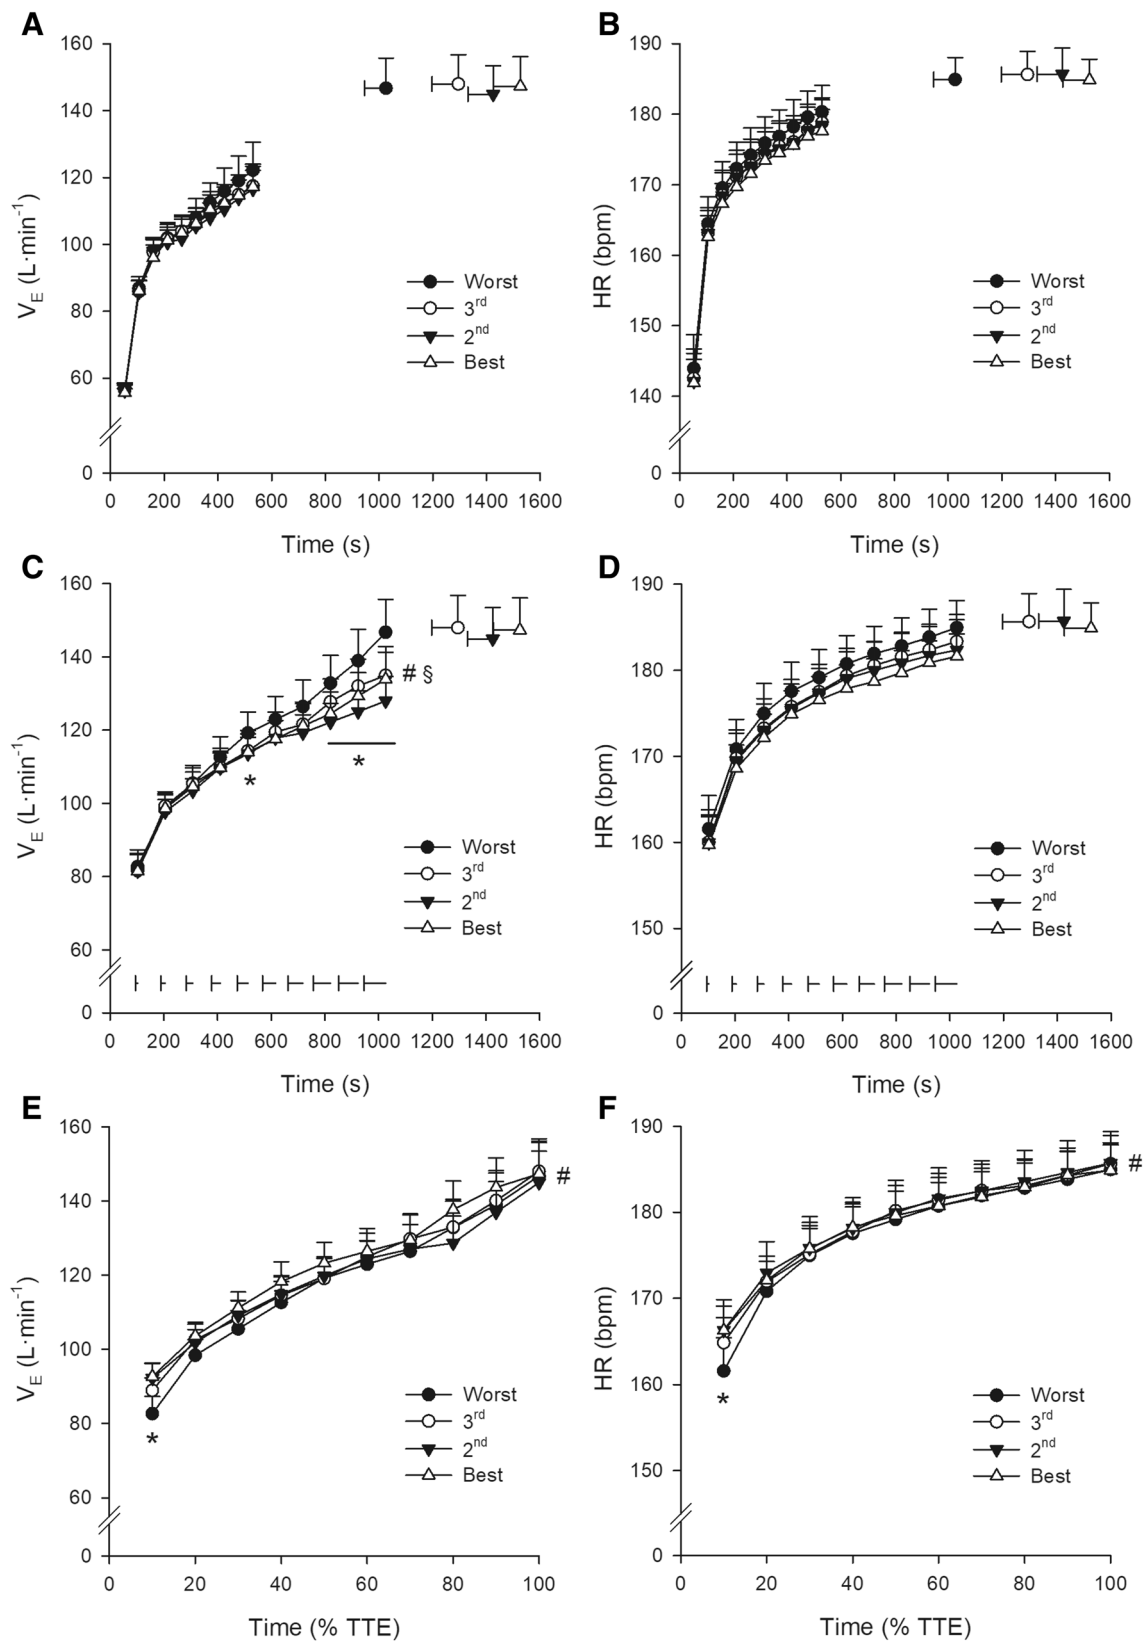 A
160
140
120
100
80
60
0
V_E (L·min⁻¹)
Worst
3rd
2nd
Best
0 200 400 600 800 1000 1200 1400 1600
Time (s)
B
190
180
170
160
150
140
0
HR (bpm)
Worst
3rd
2nd
Best
0 200 400 600 800 1000 1200 1400 1600
Time (s)
C
160
140
120
100
80
60
0
V_E (L·min⁻¹)
# §
*
*
Worst
3rd
2nd
Best
0 200 400 600 800 1000 1200 1400 1600
Time (s)
D
190
180
170
160
150
0
HR (bpm)
Worst
3rd
2nd
Best
0 200 400 600 800 1000 1200 1400 1600
Time (s)
E
160
140
120
100
80
60
0
V_E (L·min⁻¹)
#
*
Worst
3rd
2nd
Best
0 20 40 60 80 100
Time (% TTE)
F
190
180
170
160
150
0
HR (bpm)
#
*
Worst
3rd
2nd
Best
0 20 40 60 80 100
Time (% TTE)